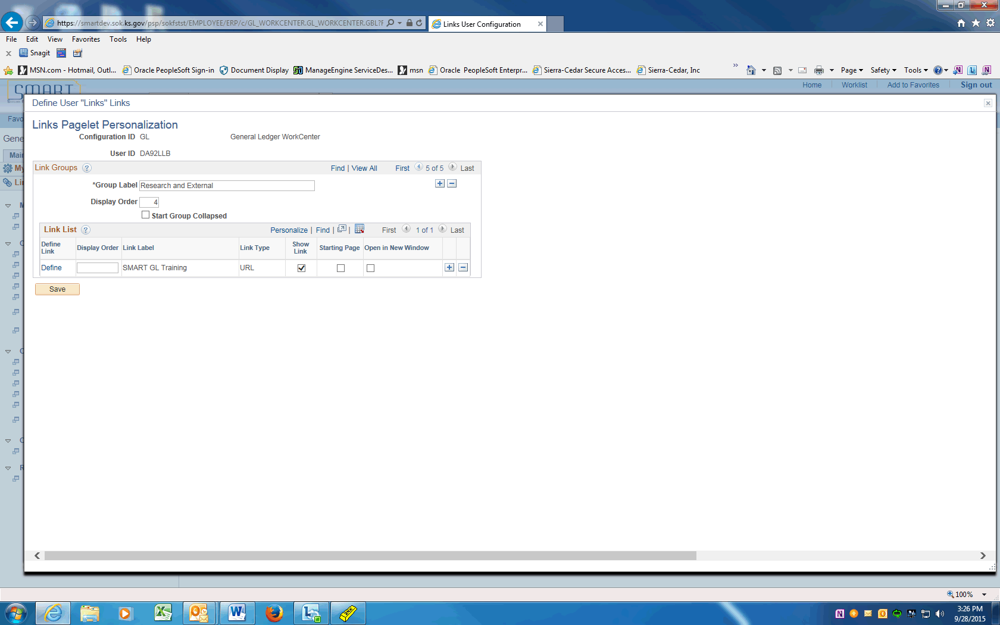 https://smartdev.sok.ks.gov/psp/sokfstst/EMPLOYEE/ERP/c/GL_WORKCENTER.GL_WORKCENTER.GBL?F
Links User Configuration
File Edit View Favorites Tools Help
Snagit
MSN.com - Hotmail, Outl... Oracle PeopleSoft Sign-in Document Display ManageEngine ServiceDes... msn Oracle PeopleSoft Enterpr... Sierra-Cedar Secure Acces... Sierra-Cedar, Inc
Page Safety Tools
SMART
Home Worklist Add to Favorites Sign out
Define User "Links" Links
Favo
Links Pagelet Personalization
Configuration ID GL General Ledger WorkCenter
Gene
User ID DA92LLB
Main
Link Groups Find | View All First 5 of 5 Last
My
*Group Label Research and External
Lin
Display Order 4
Start Group Collapsed
Link List Personalize | Find | | First 1 of 1 Last
Define Link Display Order Link Label Link Type Show Link Starting Page Open in New Window
Define SMART GL Training URL
Save
100%
3:26 PM
9/28/2015